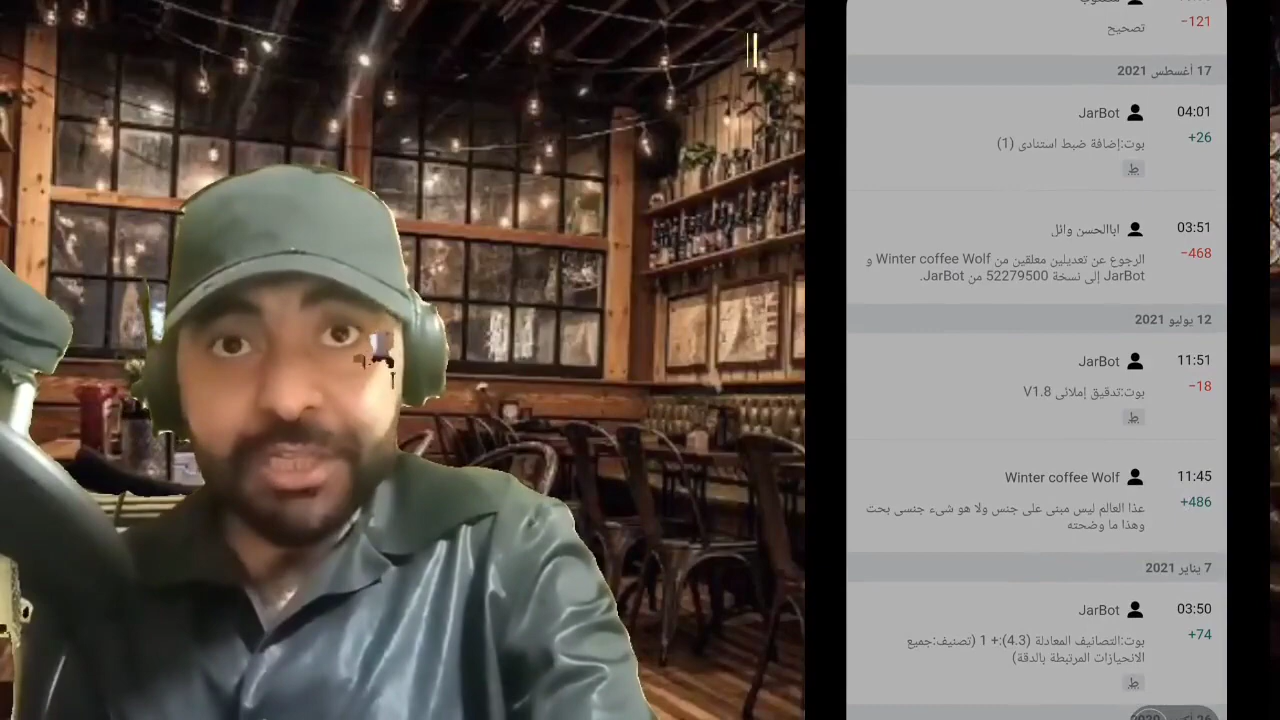 −121
تصحيح
17 أغسطس 2021
04:01
JarBot
+26
بوت:إضافة ضبط استنادي (1)
ط
03:51
اباالحسن وائل
−468
الرجوع عن تعديلين معلقين من Winter coffee Wolf و
JarBot إلى نسخة 52279500 من JarBot.
12 يوليو 2021
11:51
JarBot
−18
بوت:تدقيق إملائي V1.8
ط
11:45
Winter coffee Wolf
+486
عذا العالم ليس مبنى على جنس ولا هو شىء جنسى بحت
وهذا ما وضحته
7 يناير 2021
03:50
JarBot
+74
بوت:التصانيف المعادلة (4.3):+ 1 (تصنيف:جميع
الانحيازات المرتبطة بالدقة)
ط